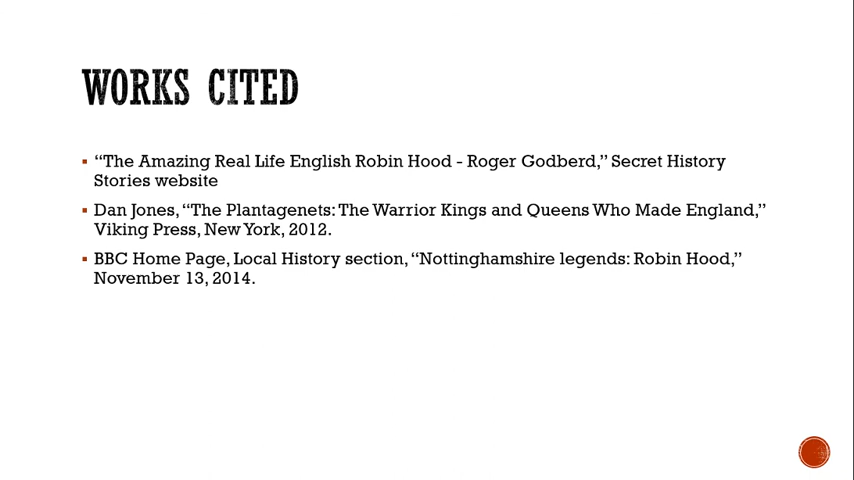 WORKS CITED
▪ “The Amazing Real Life English Robin Hood - Roger Godberd,” Secret History
Stories website
▪ Dan Jones, “The Plantagenets: The Warrior Kings and Queens Who Made England,”
Viking Press, New York, 2012.
▪ BBC Home Page, Local History section, “Nottinghamshire legends: Robin Hood,”
November 13, 2014.